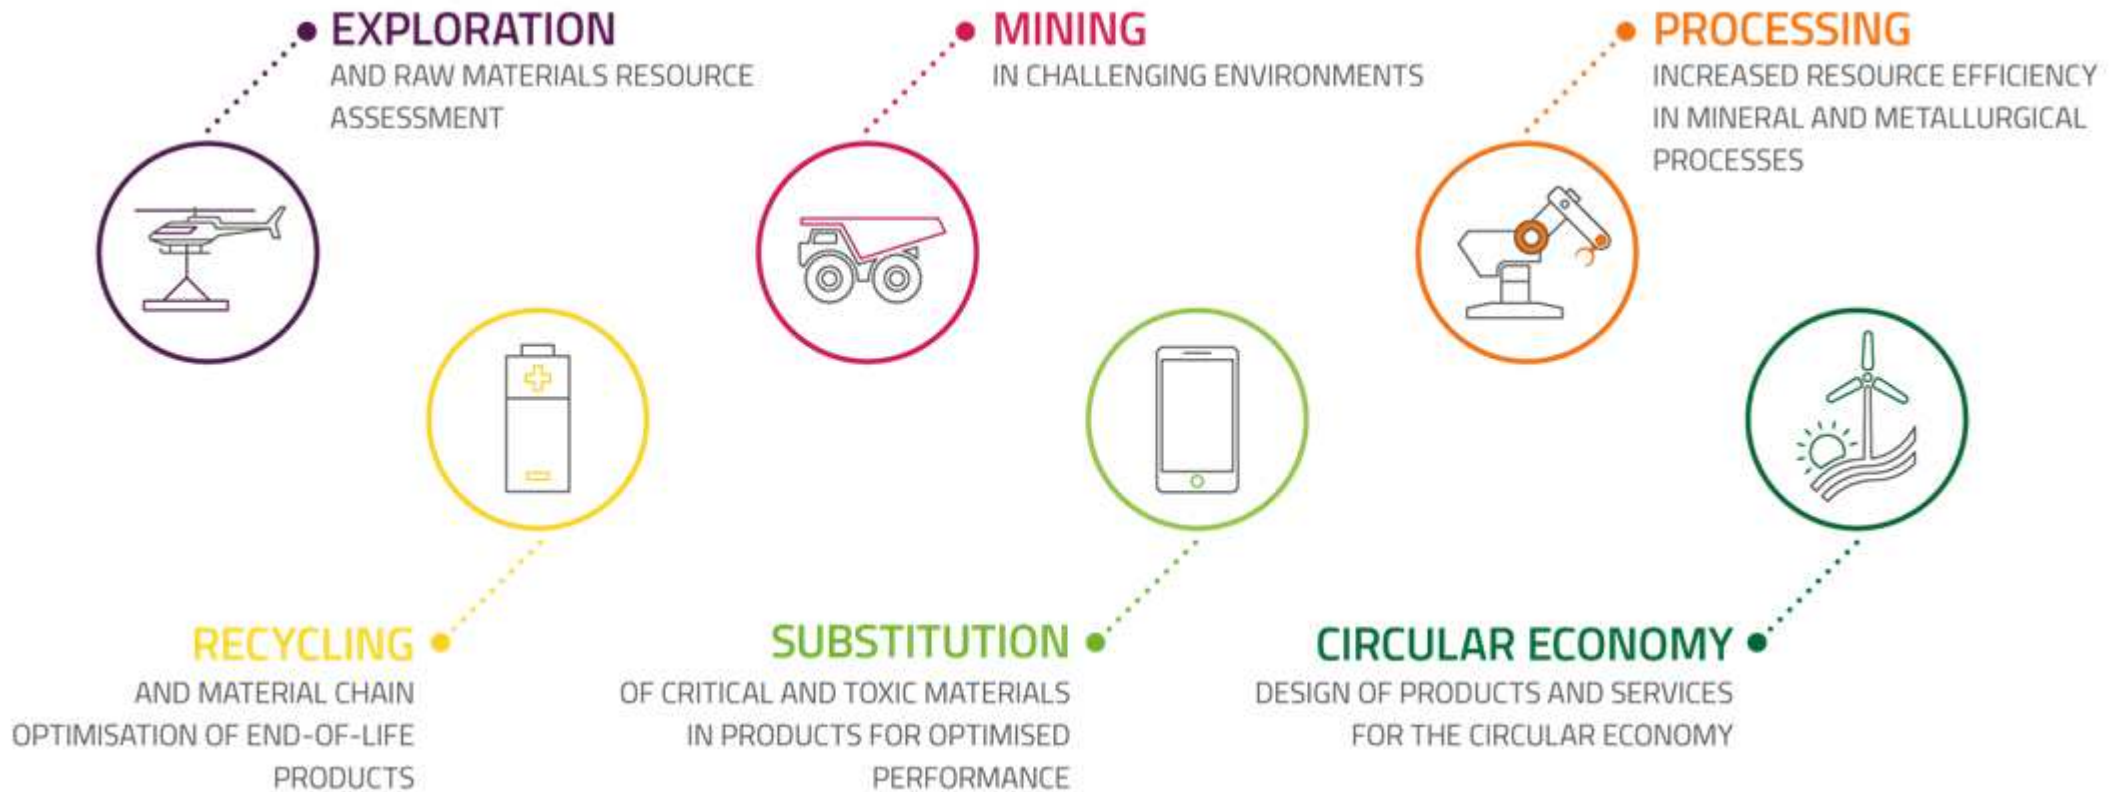 EXPLORATION
AND RAW MATERIALS RESOURCE
ASSESSMENT
MINING
IN CHALLENGING ENVIRONMENTS
PROCESSING
INCREASED RESOURCE EFFICIENCY
IN MINERAL AND METALLURGICAL
PROCESSES
RECYCLING
AND MATERIAL CHAIN
OPTIMISATION OF END-OF-LIFE
PRODUCTS
SUBSTITUTION
OF CRITICAL AND TOXIC MATERIALS
IN PRODUCTS FOR OPTIMISED
PERFORMANCE
CIRCULAR ECONOMY
DESIGN OF PRODUCTS AND SERVICES
FOR THE CIRCULAR ECONOMY